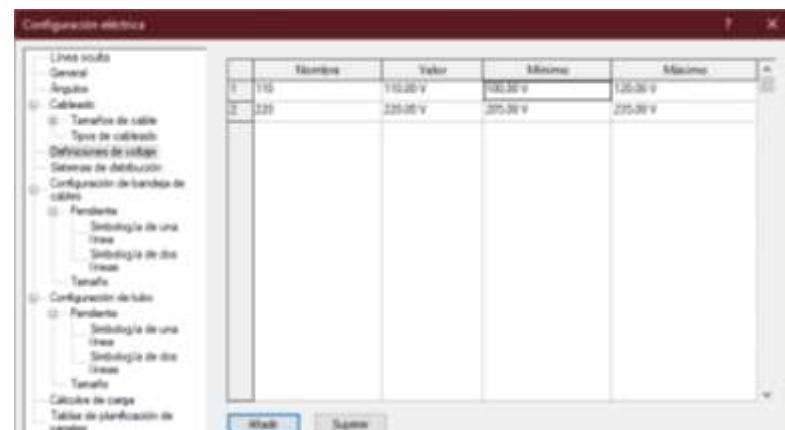 Configuración eléctrica ? ×
Línea oculta
General
Ángulos
Cableado
Tamaños de cable
Tipos de cableado
Definiciones de voltaje
Sistemas de distribución
Configuración de bandeja de
cables
Pendiente
Simbología de una
línea
Simbología de dos
líneas
Tamaño
Configuración de tubo
Pendiente
Simbología de una
línea
Simbología de dos
líneas
Tamaño
Cálculos de carga
Tablas de planificación de
paneles
Nombre Valor Mínimo Máximo
1 110 110.00 V 100.00 V 120.00 V
2 220 220.00 V 205.00 V 235.00 V
Añadir Suprimir